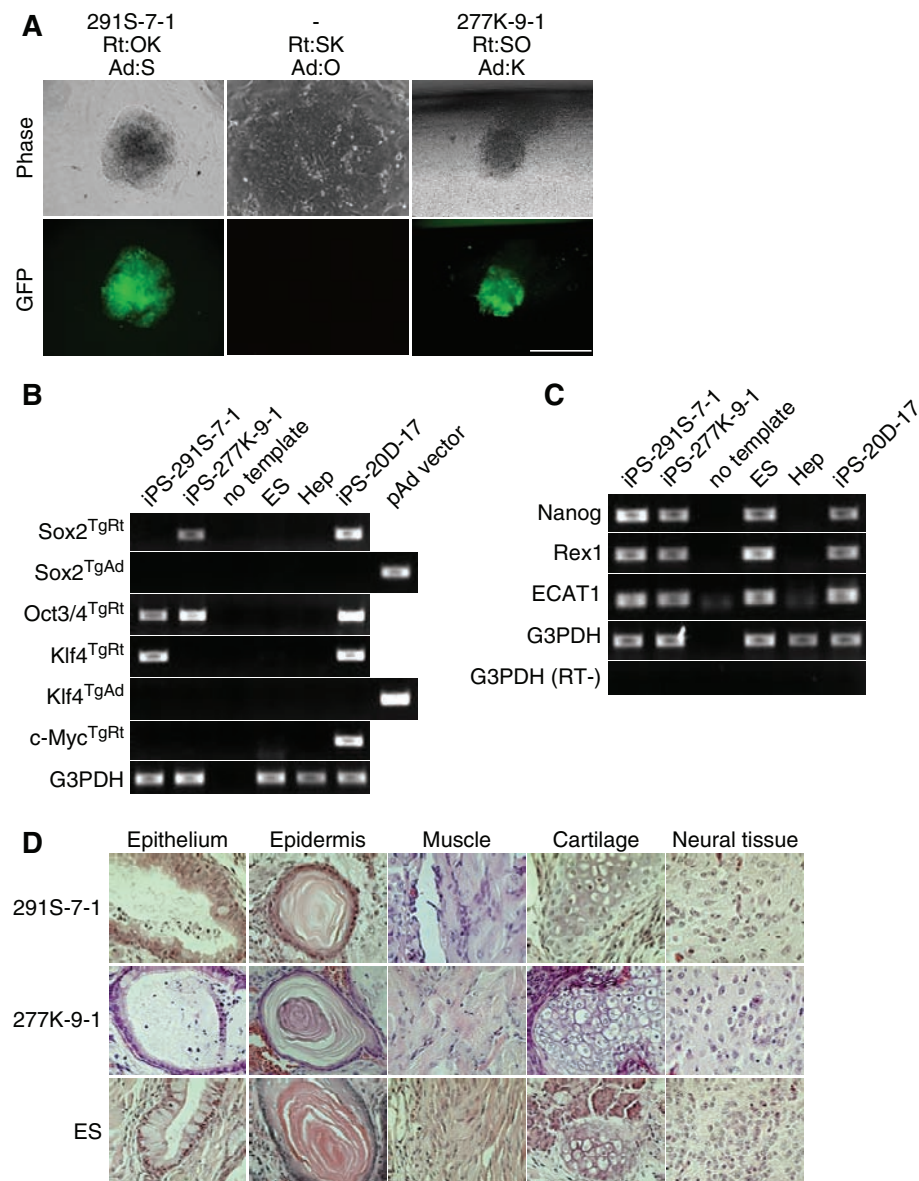 A
291S-7-1
Rt:OK
Ad:S
-
Rt:SK
Ad:O
277K-9-1
Rt:SO
Ad:K
Phase
GFP
B
iPS-291S-7-1
iPS-277K-9-1
no template
ES
Hep
iPS-20D-17
pAd vector
Sox2TgRt
Sox2TgAd
Oct3/4TgRt
Klf4TgRt
Klf4TgAd
c-MycTgRt
G3PDH
C
iPS-291S-7-1
iPS-277K-9-1
no template
ES
Hep
iPS-20D-17
Nanog
Rex1
ECAT1
G3PDH
G3PDH (RT-)
D
Epithelium
Epidermis
Muscle
Cartilage
Neural tissue
291S-7-1
277K-9-1
ES